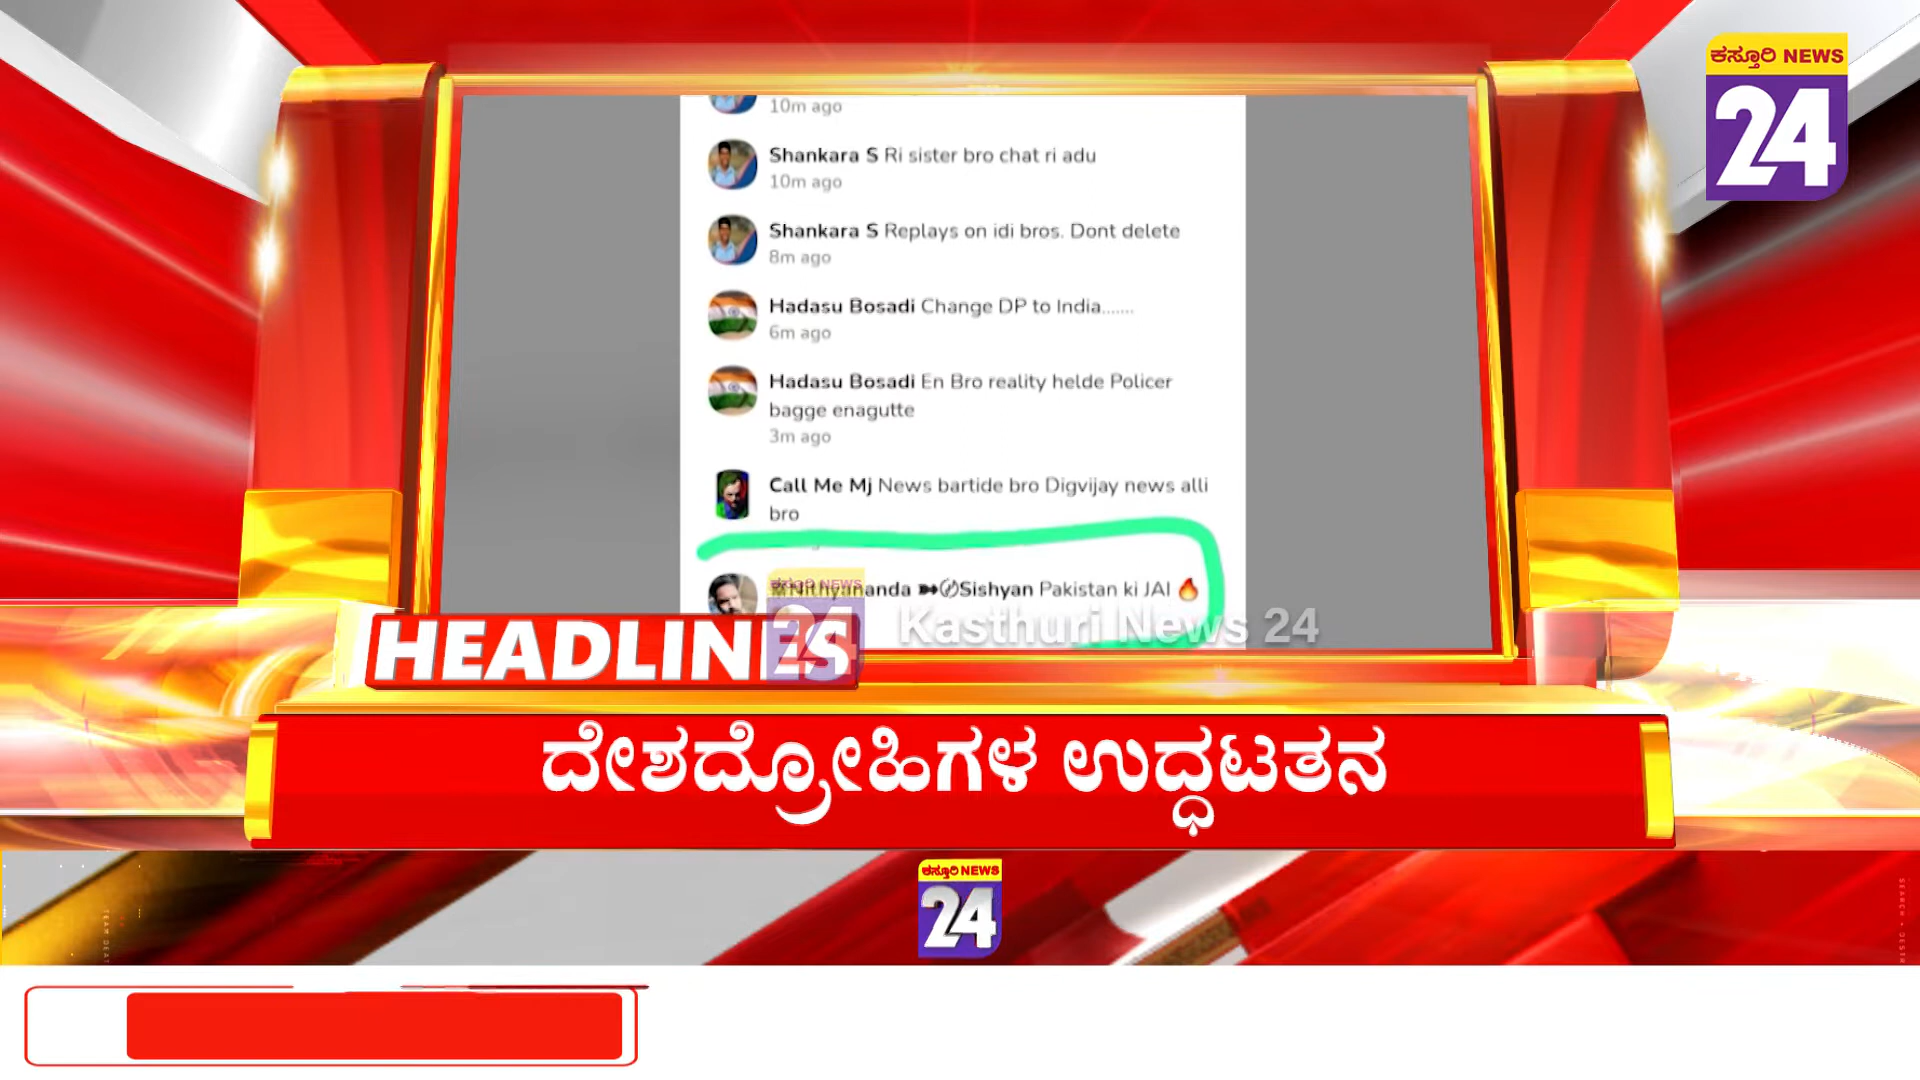 ಕಸ್ತೂರಿ NEWS
24
10m ago
Shankara S Ri sister bro chat ri adu
10m ago
Shankara S Replays on idi bros. Dont delete
8m ago
Hadasu Bosadi Change DP to India.......
6m ago
Hadasu Bosadi En Bro reality helde Policer
bagge enagutte
3m ago
Call Me Mj News bartide bro Digvijay news alli
bro
Nithyananda ➽Sishyan Pakistan ki JAI 🔥
ಕಸ್ತೂರಿ NEWS
24
Kasthuri News 24
HEADLINES
ದೇಶದ್ರೋಹಿಗಳ ಉದ್ಧಟತನ
ಕಸ್ತೂರಿ NEWS
24